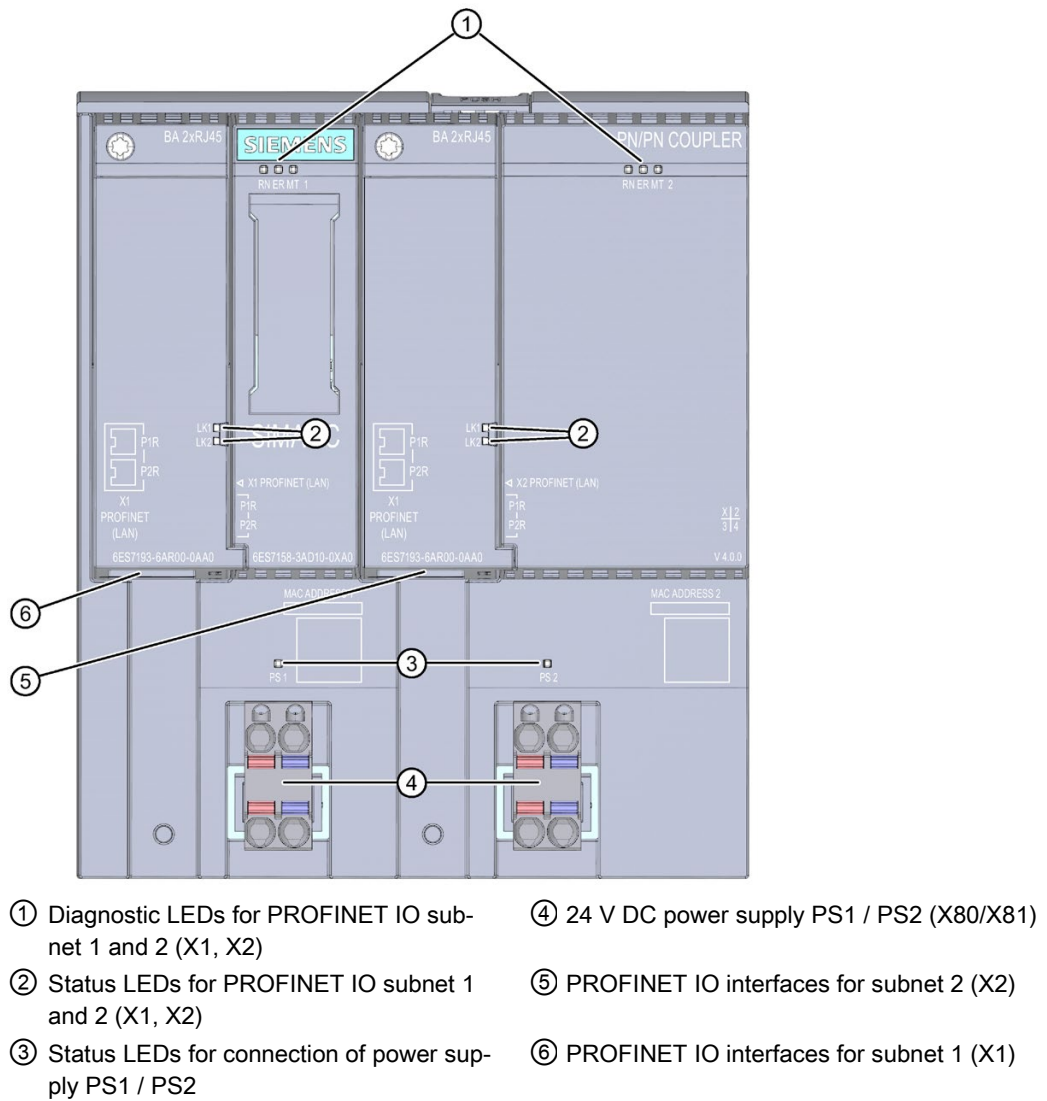 ①
PUSH
BA 2xRJ45
SIEMENS
BA 2xRJ45
PN/PN COUPLER
RN ER MT 1
RN ER MT 2
LK1
LK2
②
LK1
LK2
②
P1R
P2R
X1
PROFINET
(LAN)
X1 PROFINET (LAN)
P1R
P2R
P1R
P2R
X1
PROFINET
(LAN)
X2 PROFINET (LAN)
P1R
P2R
X 2
3 4
6ES7193-6AR00-0AA0
6ES7158-3AD10-0XA0
6ES7193-6AR00-0AA0
V 4.0.0
⑥
MAC ADDRESS
MAC ADDRESS 2
⑤
③
PS 1
PS 2
④
① Diagnostic LEDs for PROFINET IO sub-
net 1 and 2 (X1, X2)
② Status LEDs for PROFINET IO subnet 1
and 2 (X1, X2)
③ Status LEDs for connection of power sup-
ply PS1 / PS2
④ 24 V DC power supply PS1 / PS2 (X80/X81)
⑤ PROFINET IO interfaces for subnet 2 (X2)
⑥ PROFINET IO interfaces for subnet 1 (X1)